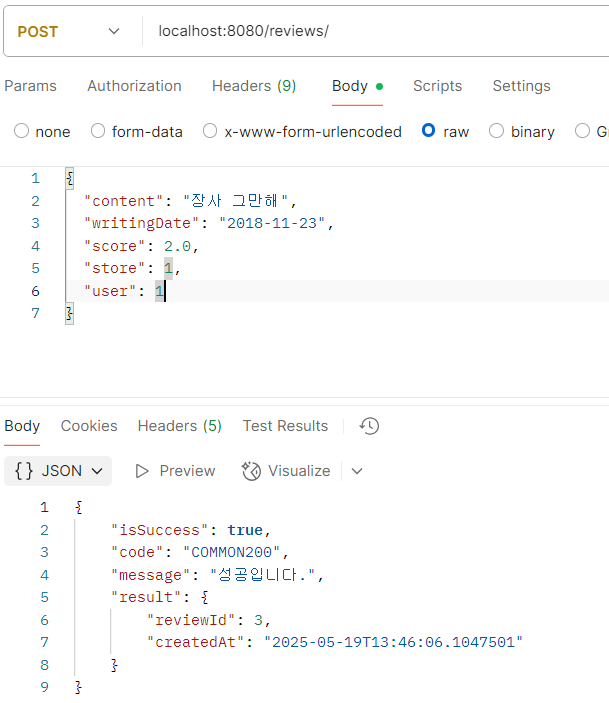 POST localhost:8080/reviews/
Params Authorization Headers (9) Body Scripts Settings
none form-data x-www-form-urlencoded raw binary G
1 {
2 "content": "장사 그만해",
3 "writingDate": "2018-11-23",
4 "score": 2.0,
5 "store": 1,
6 "user": 1
7 }
Body Cookies Headers (5) Test Results
{} JSON Preview Visualize
1 {
2 "isSuccess": true,
3 "code": "COMMON200",
4 "message": "성공입니다.",
5 "result": {
6 "reviewId": 3,
7 "createdAt": "2025-05-19T13:46:06.1047501"
8 }
9 }